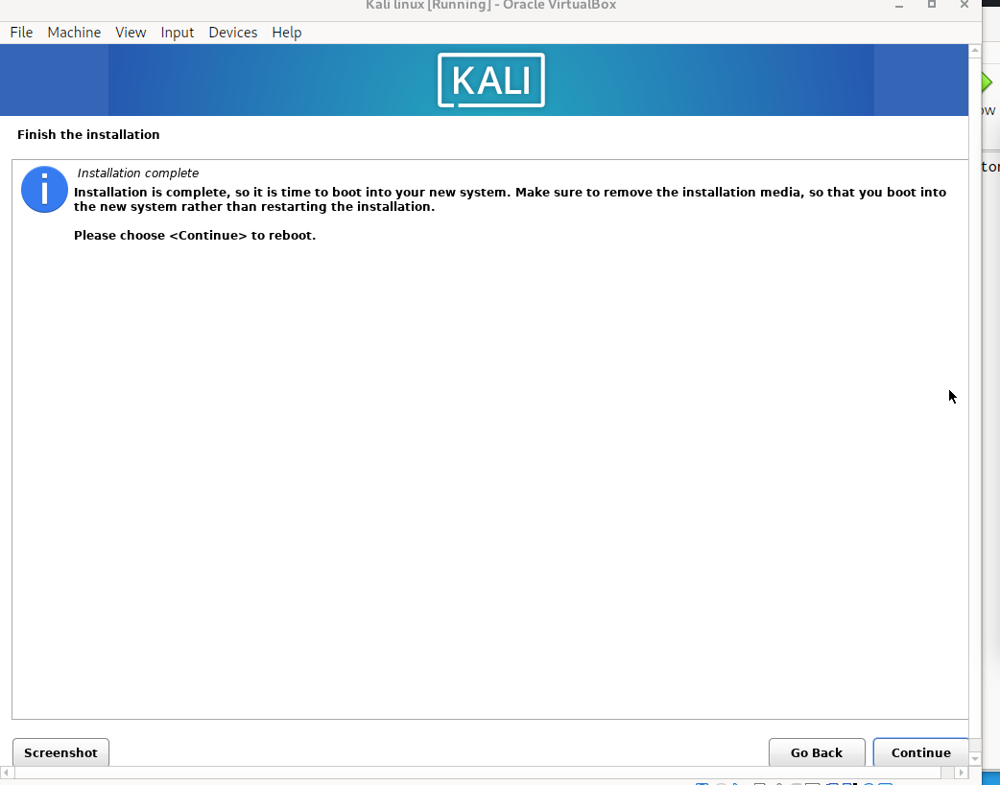 Kali linux [Running] - Oracle VirtualBox
File Machine View Input Devices Help
KALI
ow
Finish the installation
tor
Installation complete
Installation is complete, so it is time to boot into your new system. Make sure to remove the installation media, so that you boot into
the new system rather than restarting the installation.
Please choose <Continue> to reboot.
Screenshot Go Back Continue